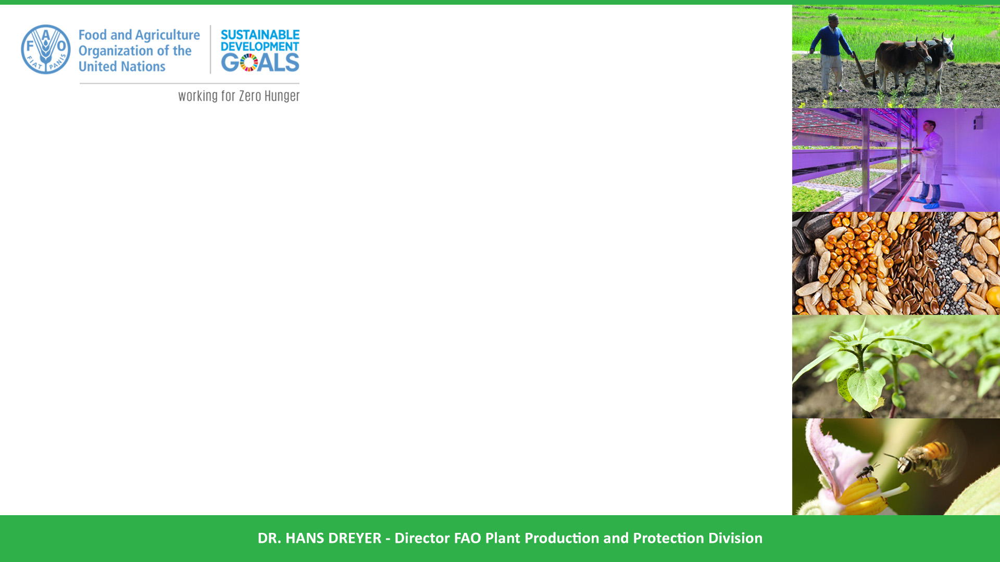 F A O
FIAT PANIS
Food and Agriculture
Organization of the
United Nations
SUSTAINABLE
DEVELOPMENT
GOALS
working for Zero Hunger
DR. HANS DREYER - Director FAO Plant Production and Protection Division